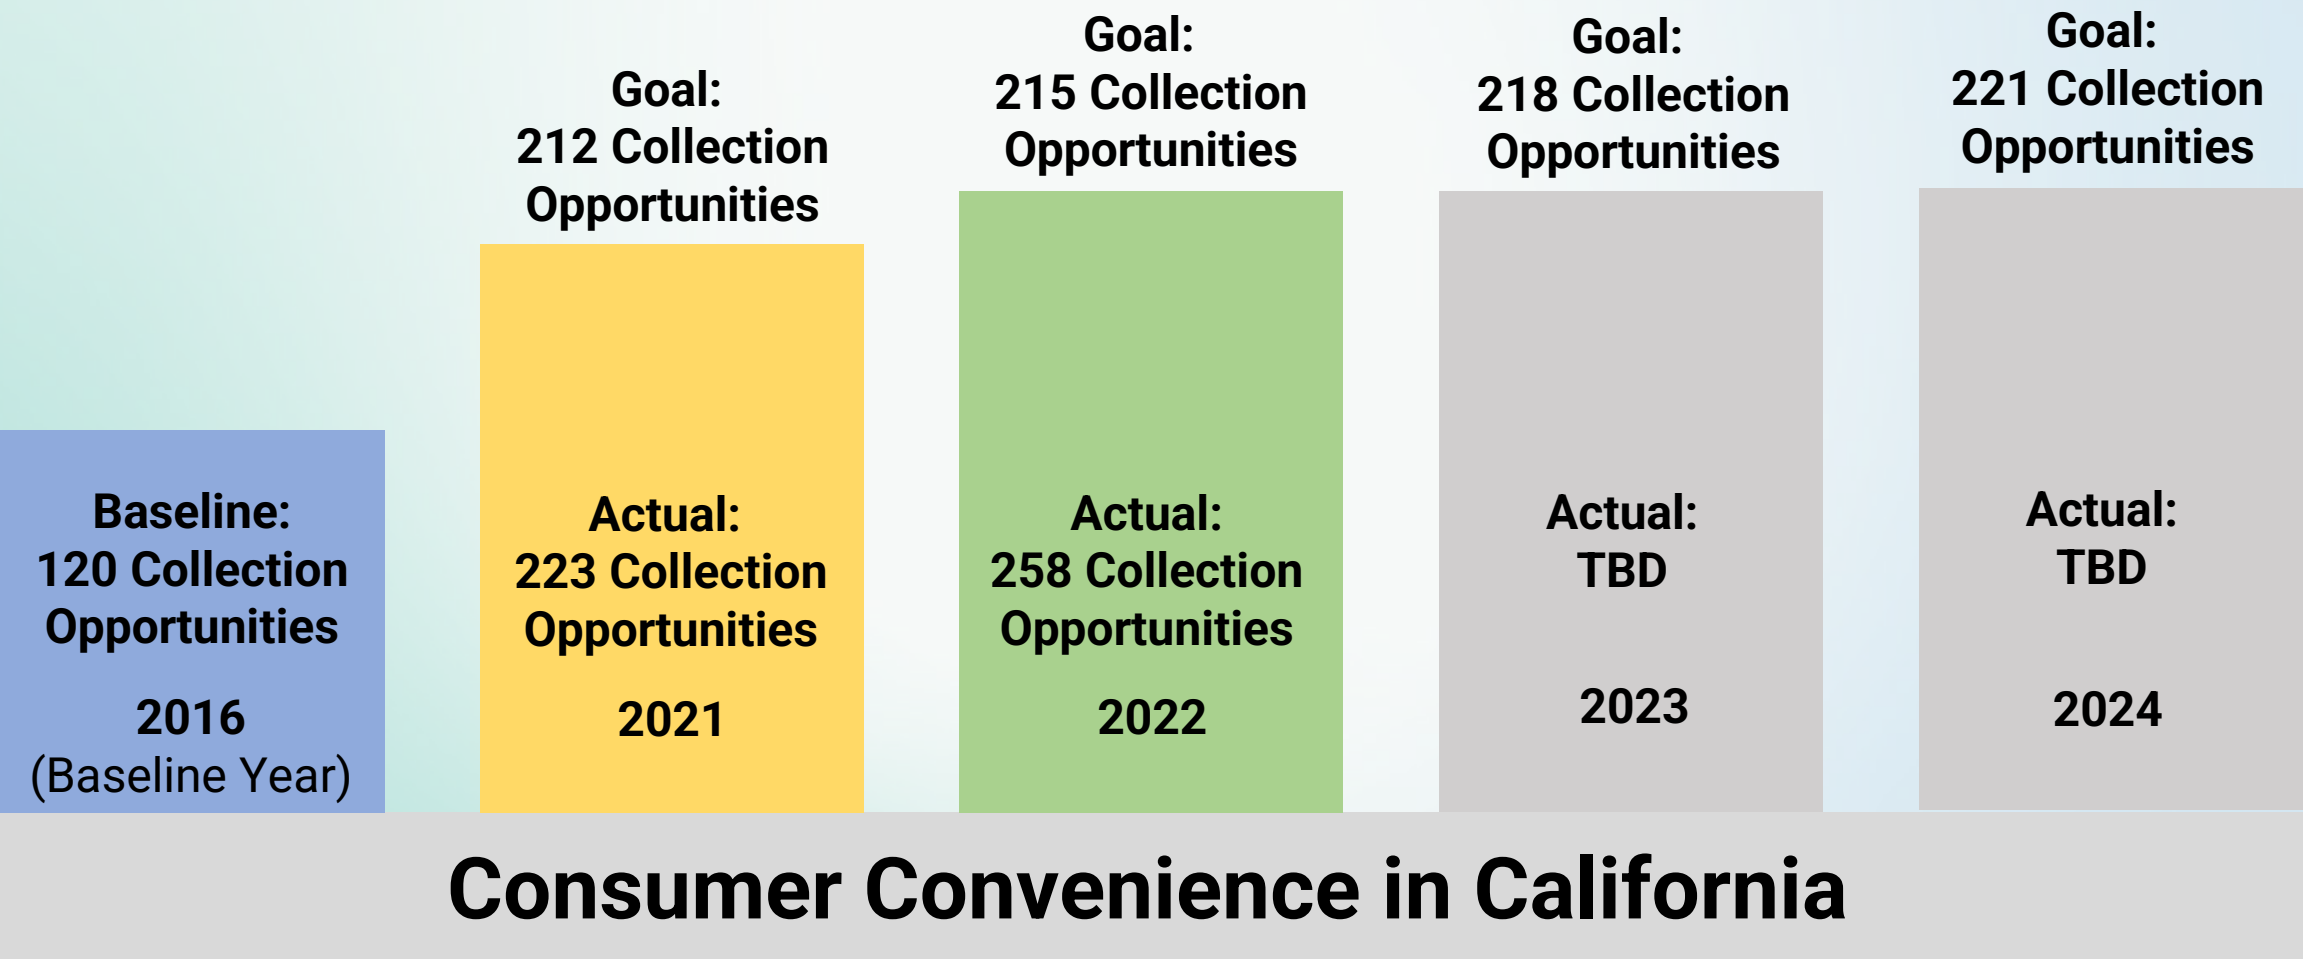 Baseline:
120 Collection
Opportunities
2016
(Baseline Year)
Goal:
212 Collection
Opportunities
Actual:
223 Collection
Opportunities
2021
Goal:
215 Collection
Opportunities
Actual:
258 Collection
Opportunities
2022
Goal:
218 Collection
Opportunities
Actual:
TBD
2023
Goal:
221 Collection
Opportunities
Actual:
TBD
2024
Consumer Convenience in California